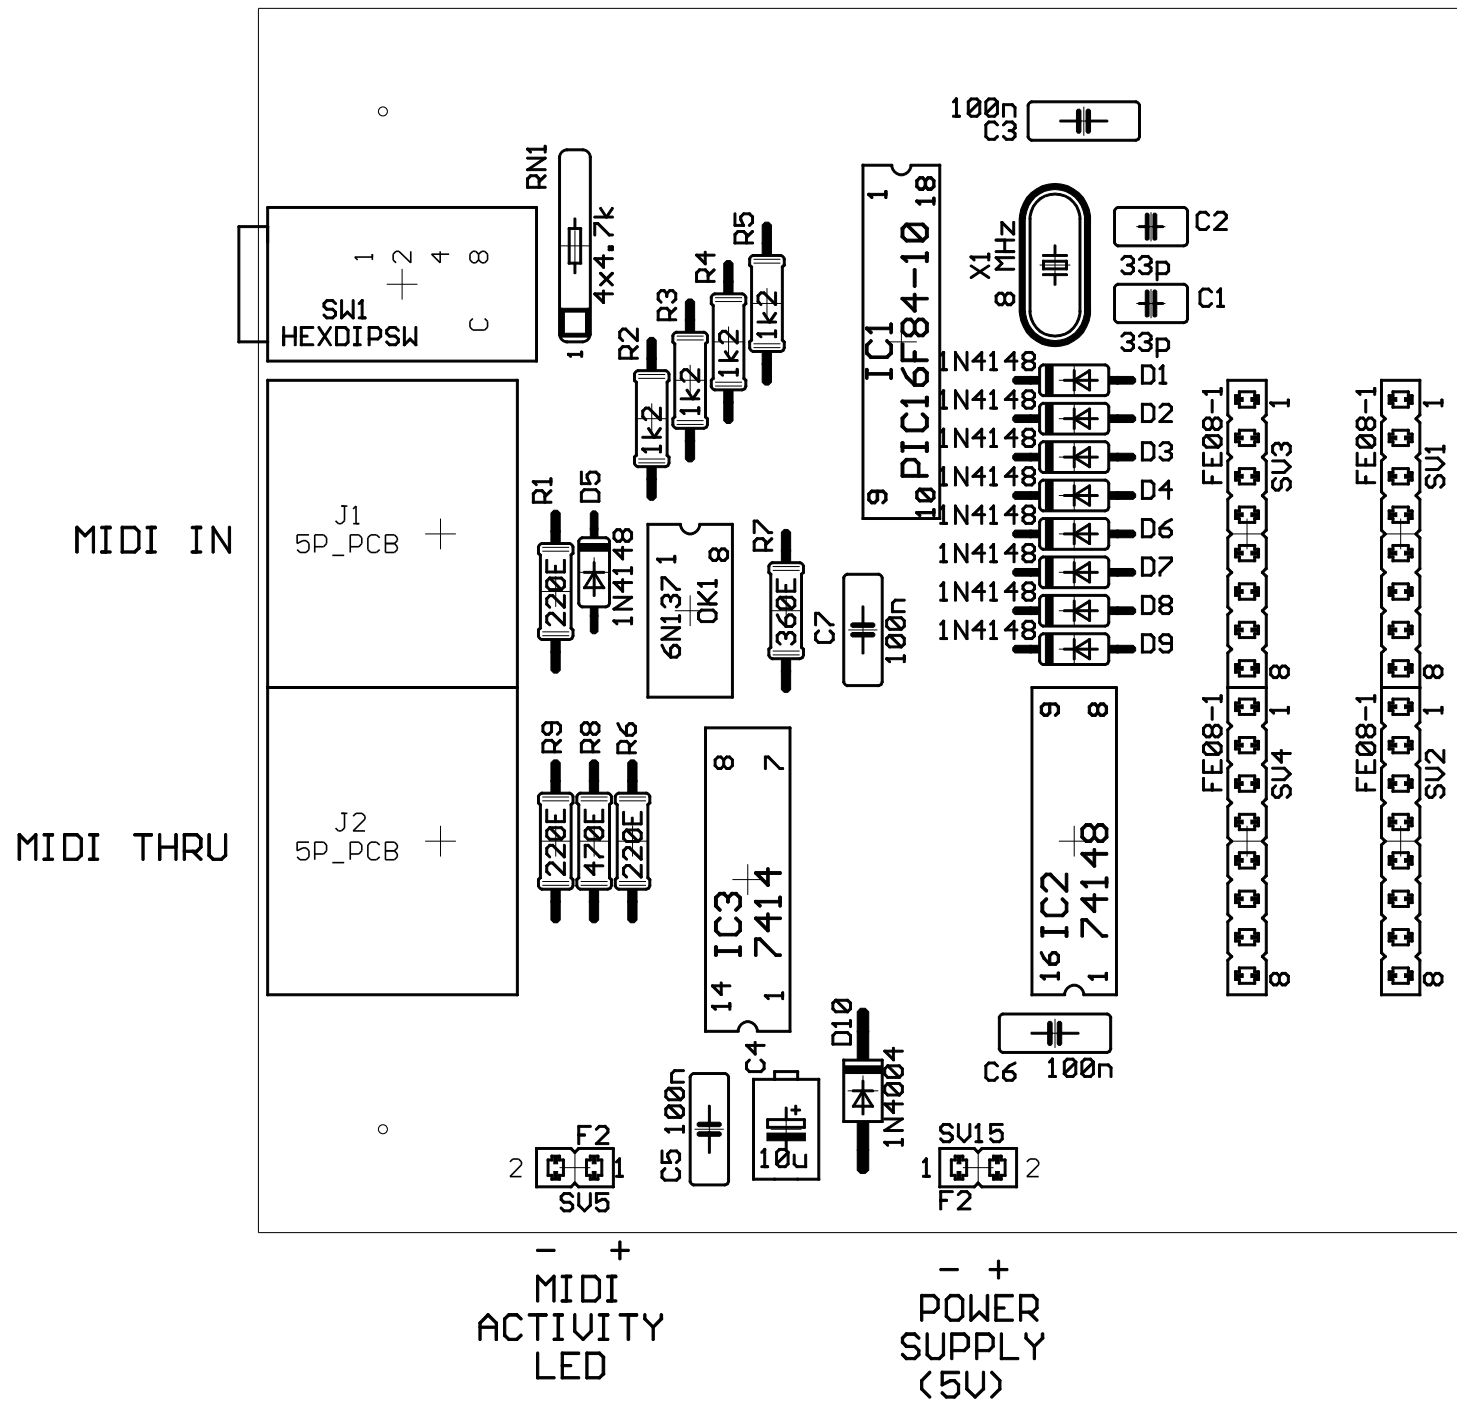 100n
C3
RN1
4x4.7k
1
1 2 4 8
C
SW1
HEXDIPSW
R5
1k2
R4
1k2
R3
1k2
R2
1k2
1 18
IC1
PIC16F84-10
9 10
X1
8 MHz
C2
33p
C1
33p
1N4148 D1
1N4148 D2
1N4148 D3
1N4148 D4
1N4148 D6
1N4148 D7
1N4148 D8
1N4148 D9
FE08-1
1
SV3
8
FE08-1
1
SV1
8
MIDI IN
J1
5P_PCB
R1
220E
D5
1N4148
1 8
6N137
OK1
R7
360E
C7
100n
FE08-1
1
SV4
8
FE08-1
1
SV2
8
MIDI THRU
J2
5P_PCB
R9
220E
R8
470E
R6
220E
8 7
IC3
7414
14 1
9 8
IC2
74148
16 1
C6 100n
D10
1N4004
C4
+
10u
C5 100n
F2
2 1
SV5
SV15
1 2
F2
- +
MIDI
ACTIVITY
LED
- +
POWER
SUPPLY
(5V)